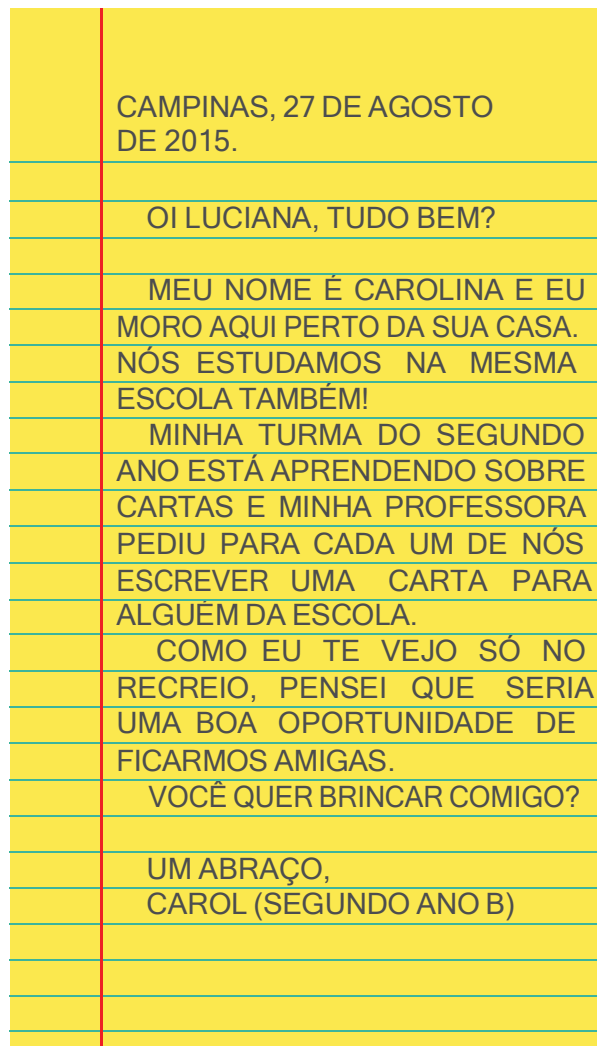 CAMPINAS, 27 DE AGOSTO
DE 2015.
OI LUCIANA, TUDO BEM?
MEU NOME É CAROLINA E EU
MORO AQUI PERTO DA SUA CASA.
NÓS ESTUDAMOS NA MESMA
ESCOLA TAMBÉM!
MINHA TURMA DO SEGUNDO
ANO ESTÁ APRENDENDO SOBRE
CARTAS E MINHA PROFESSORA
PEDIU PARA CADA UM DE NÓS
ESCREVER UMA CARTA PARA
ALGUÉM DA ESCOLA.
COMO EU TE VEJO SÓ NO
RECREIO, PENSEI QUE SERIA
UMA BOA OPORTUNIDADE DE
FICARMOS AMIGAS.
VOCÊ QUER BRINCAR COMIGO?
UM ABRAÇO,
CAROL (SEGUNDO ANO B)